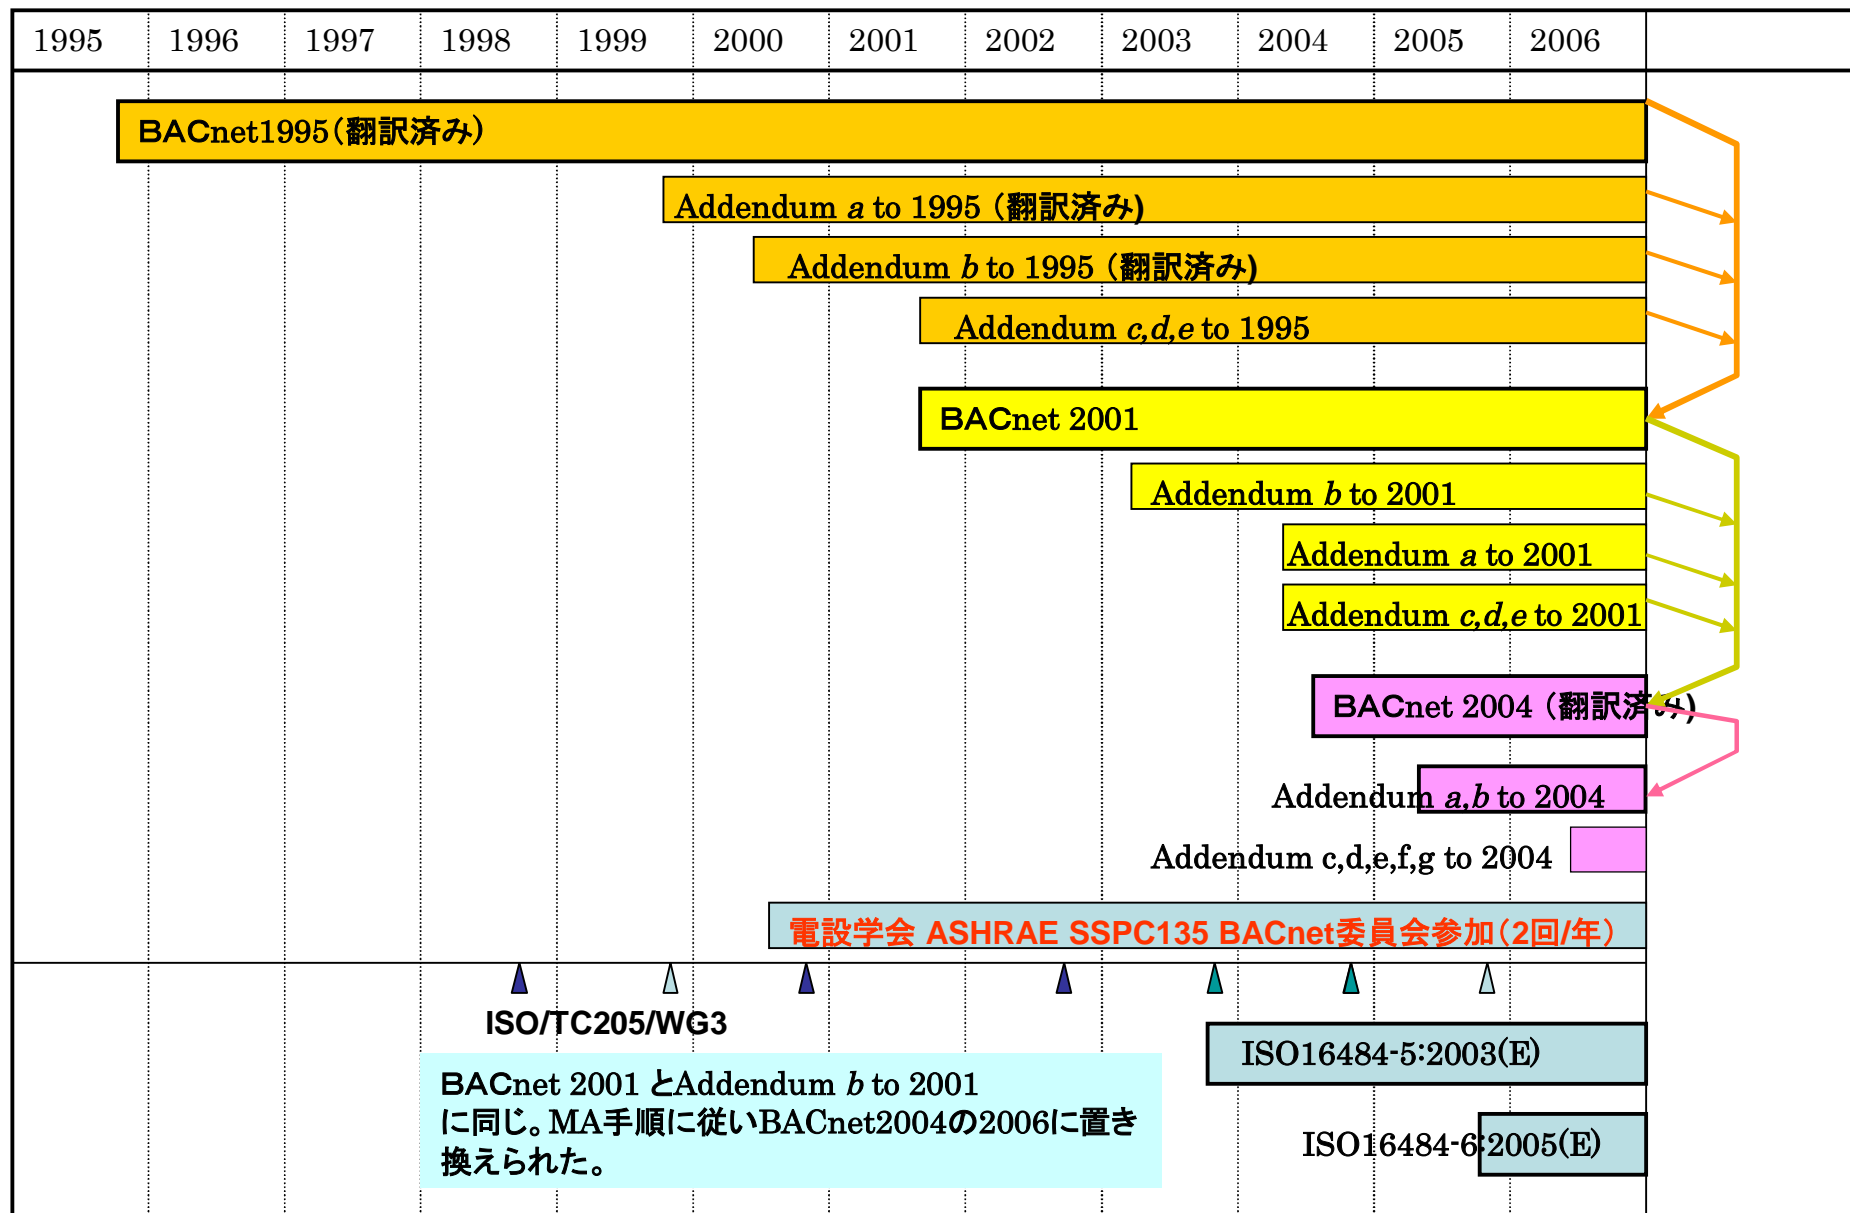 1995 1996 1997 1998 1999 2000 2001 2002 2003 2004 2005 2006
BACnet1995(翻訳済み)
Addendum a to 1995 (翻訳済み)
Addendum b to 1995 (翻訳済み)
Addendum c,d,e to 1995
BACnet 2001
Addendum b to 2001
Addendum a to 2001
Addendum c,d,e to 2001
BACnet 2004 (翻訳済み)
Addendum a,b to 2004
Addendum c,d,e,f,g to 2004
電設学会 ASHRAE SSPC135 BACnet委員会参加(2回/年)
ISO/TC205/WG3
ISO16484-5:2003(E)
BACnet 2001 とAddendum b to 2001
に同じ。MA手順に従いBACnet2004の2006に置き
換えられた。
ISO16484-6:2005(E)